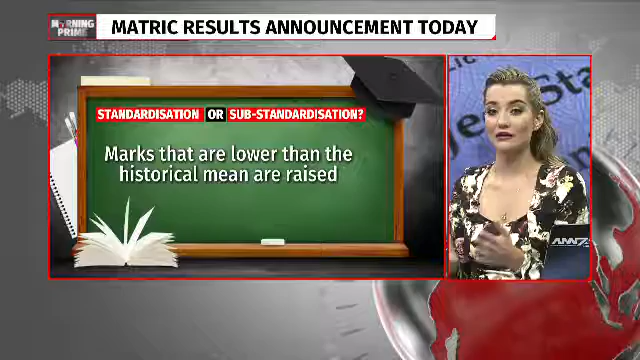 MORNING
PRIME
MATRIC RESULTS ANNOUNCEMENT TODAY
STANDARDISATION OR SUB-STANDARDISATION?
Marks that are lower than the
historical mean are raised
ANN7